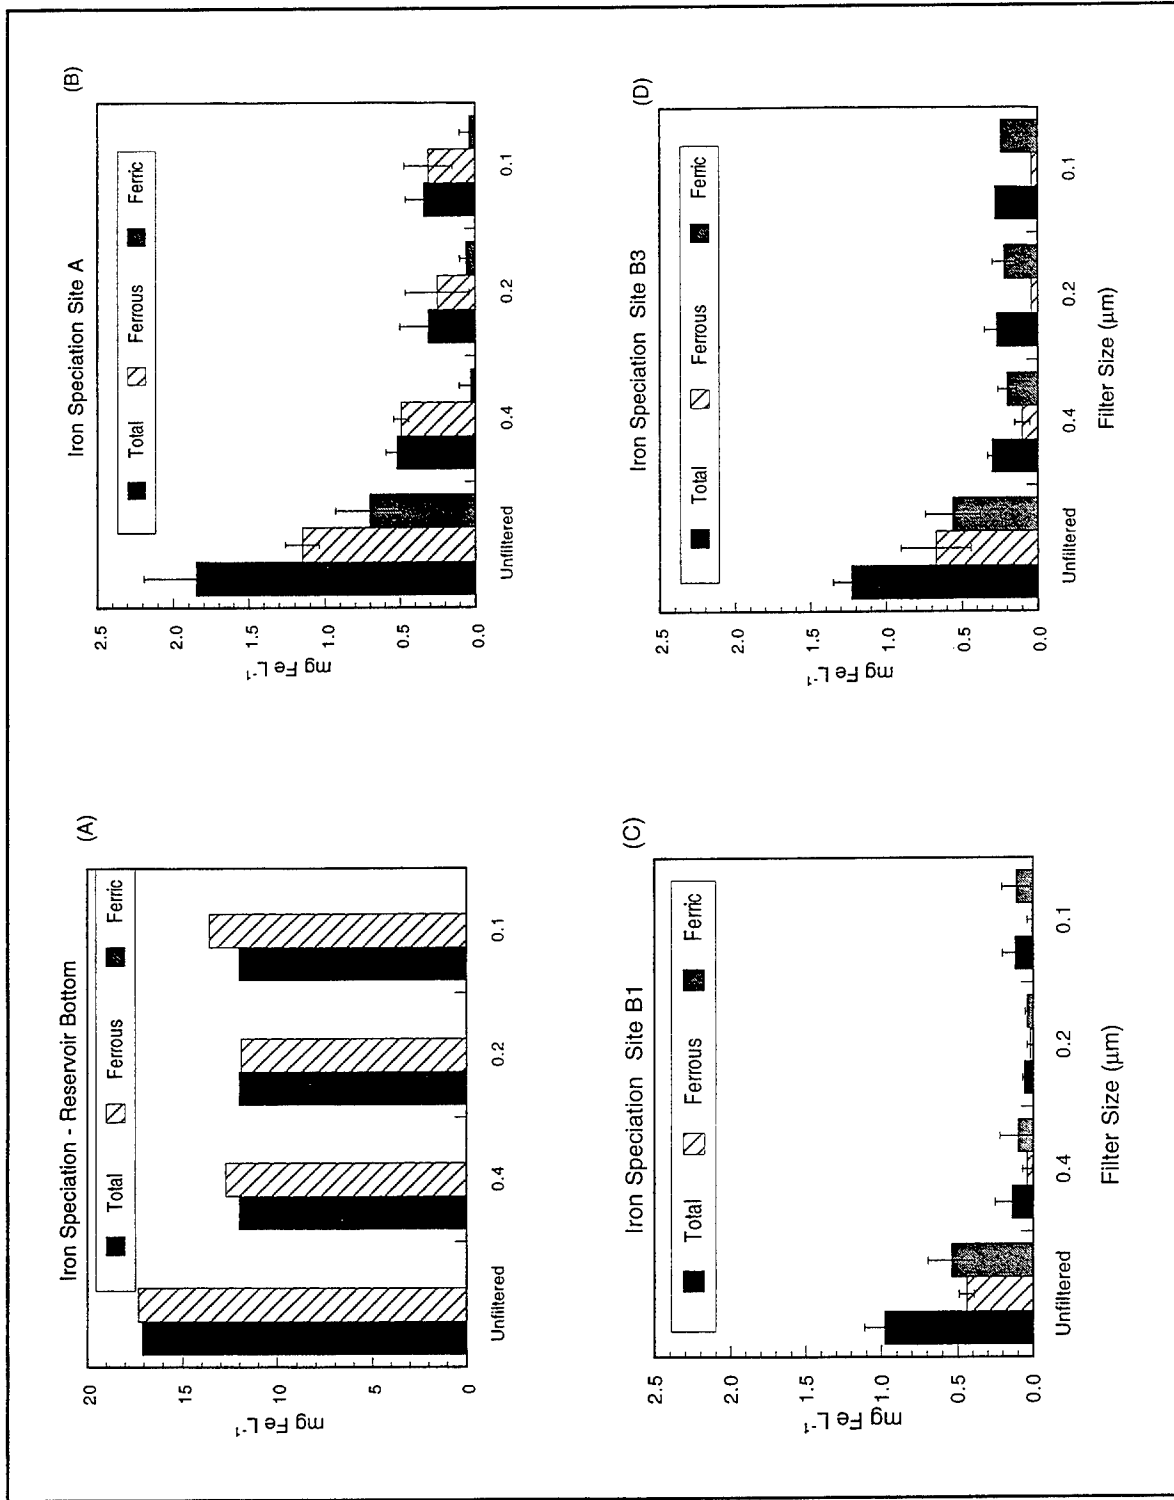 Iron Speciation - Reservoir Bottom
(A)
Total Ferrous Ferric
20
15
10
5
0
mg Fe L⁻¹
Unfiltered 0.4 0.2 0.1
Iron Speciation Site A
(B)
Total Ferrous Ferric
2.5
2.0
1.5
1.0
0.5
0.0
mg Fe L⁻¹
Unfiltered 0.4 0.2 0.1
Iron Speciation Site B1
(C)
Total Ferrous Ferric
2.5
2.0
1.5
1.0
0.5
0.0
mg Fe L⁻¹
Unfiltered 0.4 0.2 0.1
Filter Size (μm)
Iron Speciation Site B3
(D)
Total Ferrous Ferric
2.5
2.0
1.5
1.0
0.5
0.0
mg Fe L⁻¹
Unfiltered 0.4 0.2 0.1
Filter Size (μm)